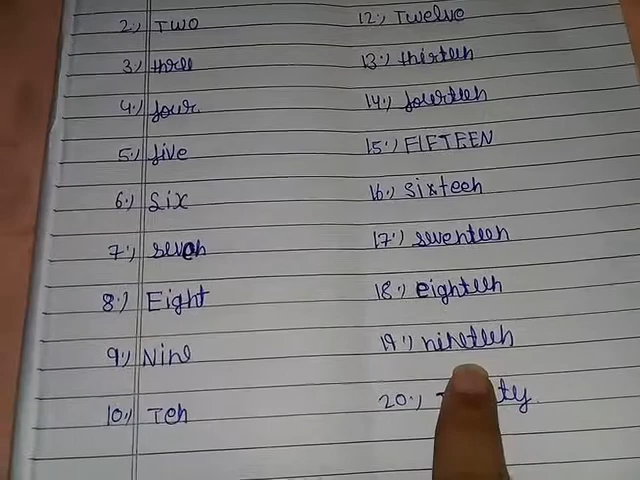 2.) TWO
3.) three
4.) four
5.) five
6.) Six
7.) seven
8.) Eight
9.) Nine
10.) Ten
12.) Twelve
13.) thirteen
14.) fourteen
15.) FIFTEEN
16.) Sixteen
17.) seventeen
18.) eighteen
19.) nineteen
20.)